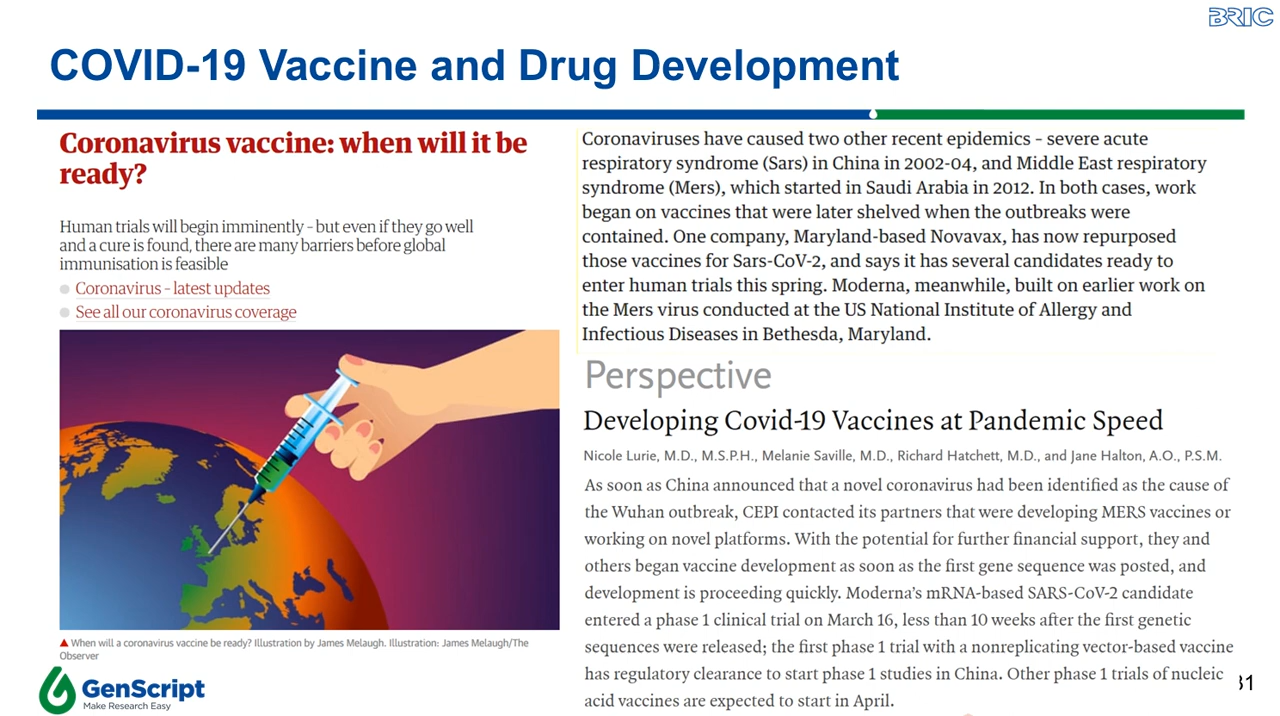 BRIC
COVID-19 Vaccine and Drug Development
Coronavirus vaccine: when will it be
ready?
Human trials will begin imminently – but even if they go well
and a cure is found, there are many barriers before global
immunisation is feasible
Coronavirus – latest updates
See all our coronavirus coverage
When will a coronavirus vaccine be ready? Illustration by James Melaugh. Illustration: James Melaugh/The
Observer
GenScript
Make Research Easy
Coronaviruses have caused two other recent epidemics – severe acute
respiratory syndrome (Sars) in China in 2002-04, and Middle East respiratory
syndrome (Mers), which started in Saudi Arabia in 2012. In both cases, work
began on vaccines that were later shelved when the outbreaks were
contained. One company, Maryland-based Novavax, has now repurposed
those vaccines for Sars-CoV-2, and says it has several candidates ready to
enter human trials this spring. Moderna, meanwhile, built on earlier work on
the Mers virus conducted at the US National Institute of Allergy and
Infectious Diseases in Bethesda, Maryland.
Perspective
Developing Covid-19 Vaccines at Pandemic Speed
Nicole Lurie, M.D., M.S.P.H., Melanie Saville, M.D., Richard Hatchett, M.D., and Jane Halton, A.O., P.S.M.
As soon as China announced that a novel coronavirus had been identified as the cause of
the Wuhan outbreak, CEPI contacted its partners that were developing MERS vaccines or
working on novel platforms. With the potential for further financial support, they and
others began vaccine development as soon as the first gene sequence was posted, and
development is proceeding quickly. Moderna's mRNA-based SARS-CoV-2 candidate
entered a phase 1 clinical trial on March 16, less than 10 weeks after the first genetic
sequences were released; the first phase 1 trial with a nonreplicating vector-based vaccine
has regulatory clearance to start phase 1 studies in China. Other phase 1 trials of nucleic
acid vaccines are expected to start in April.